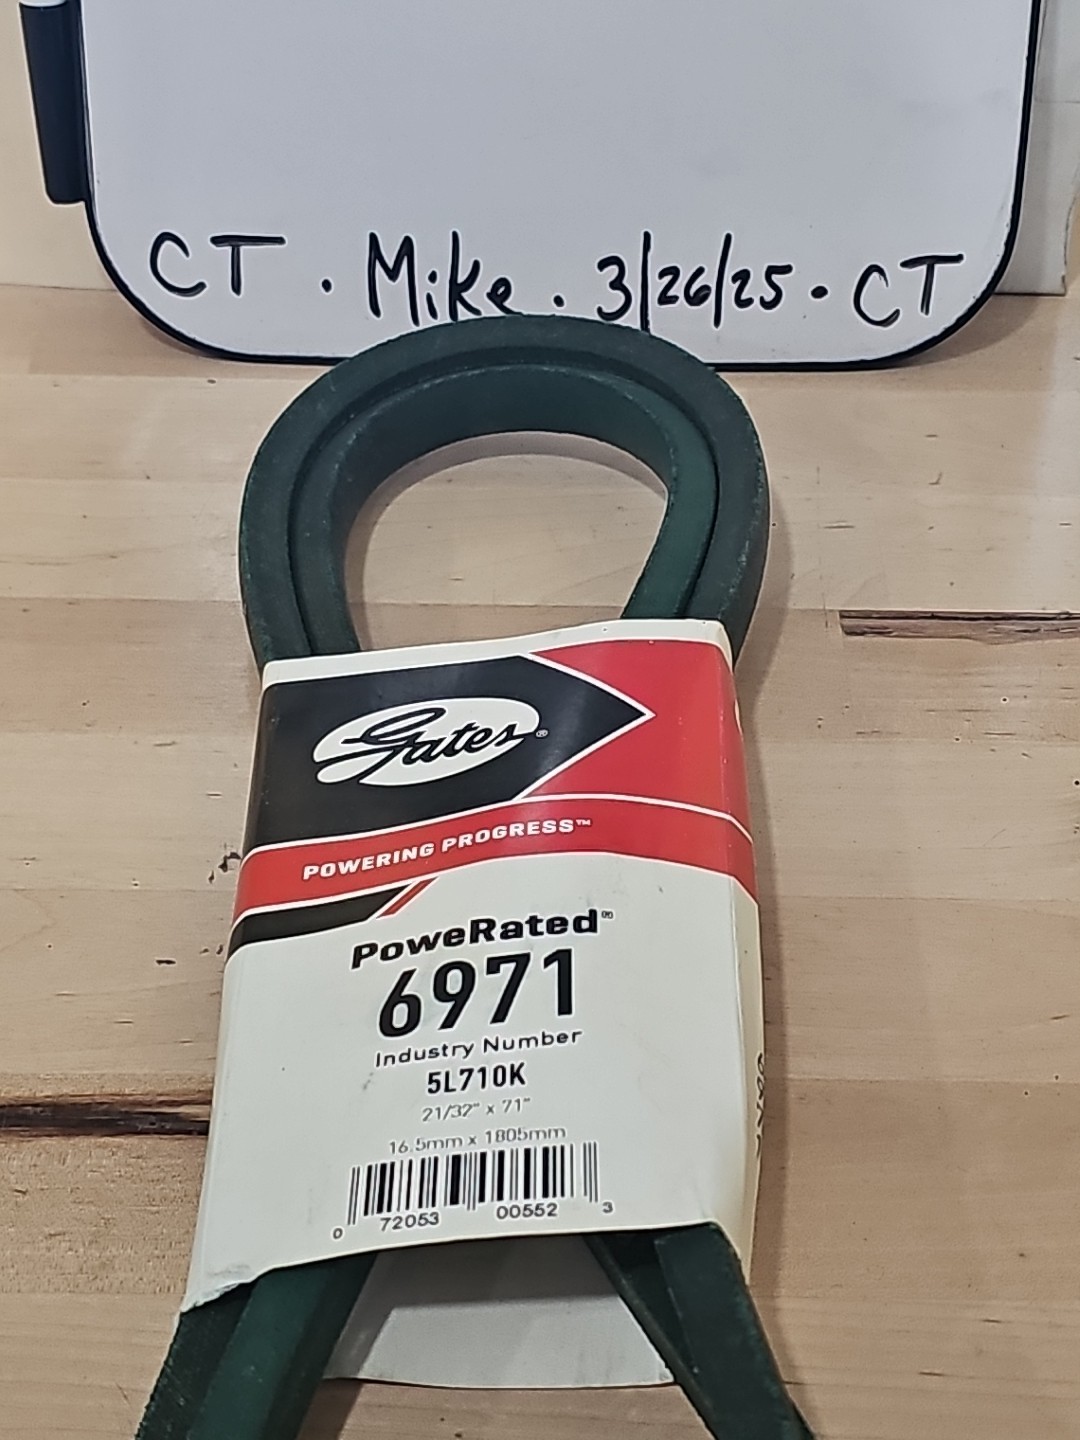 CT . Mike . 3/26/25 . CT
Gates®
POWERING PROGRESS™
PoweRated®
6971
Industry Number
5L710K
21/32" x 71"
16.5mm x 1805mm
0 72053 00552 3